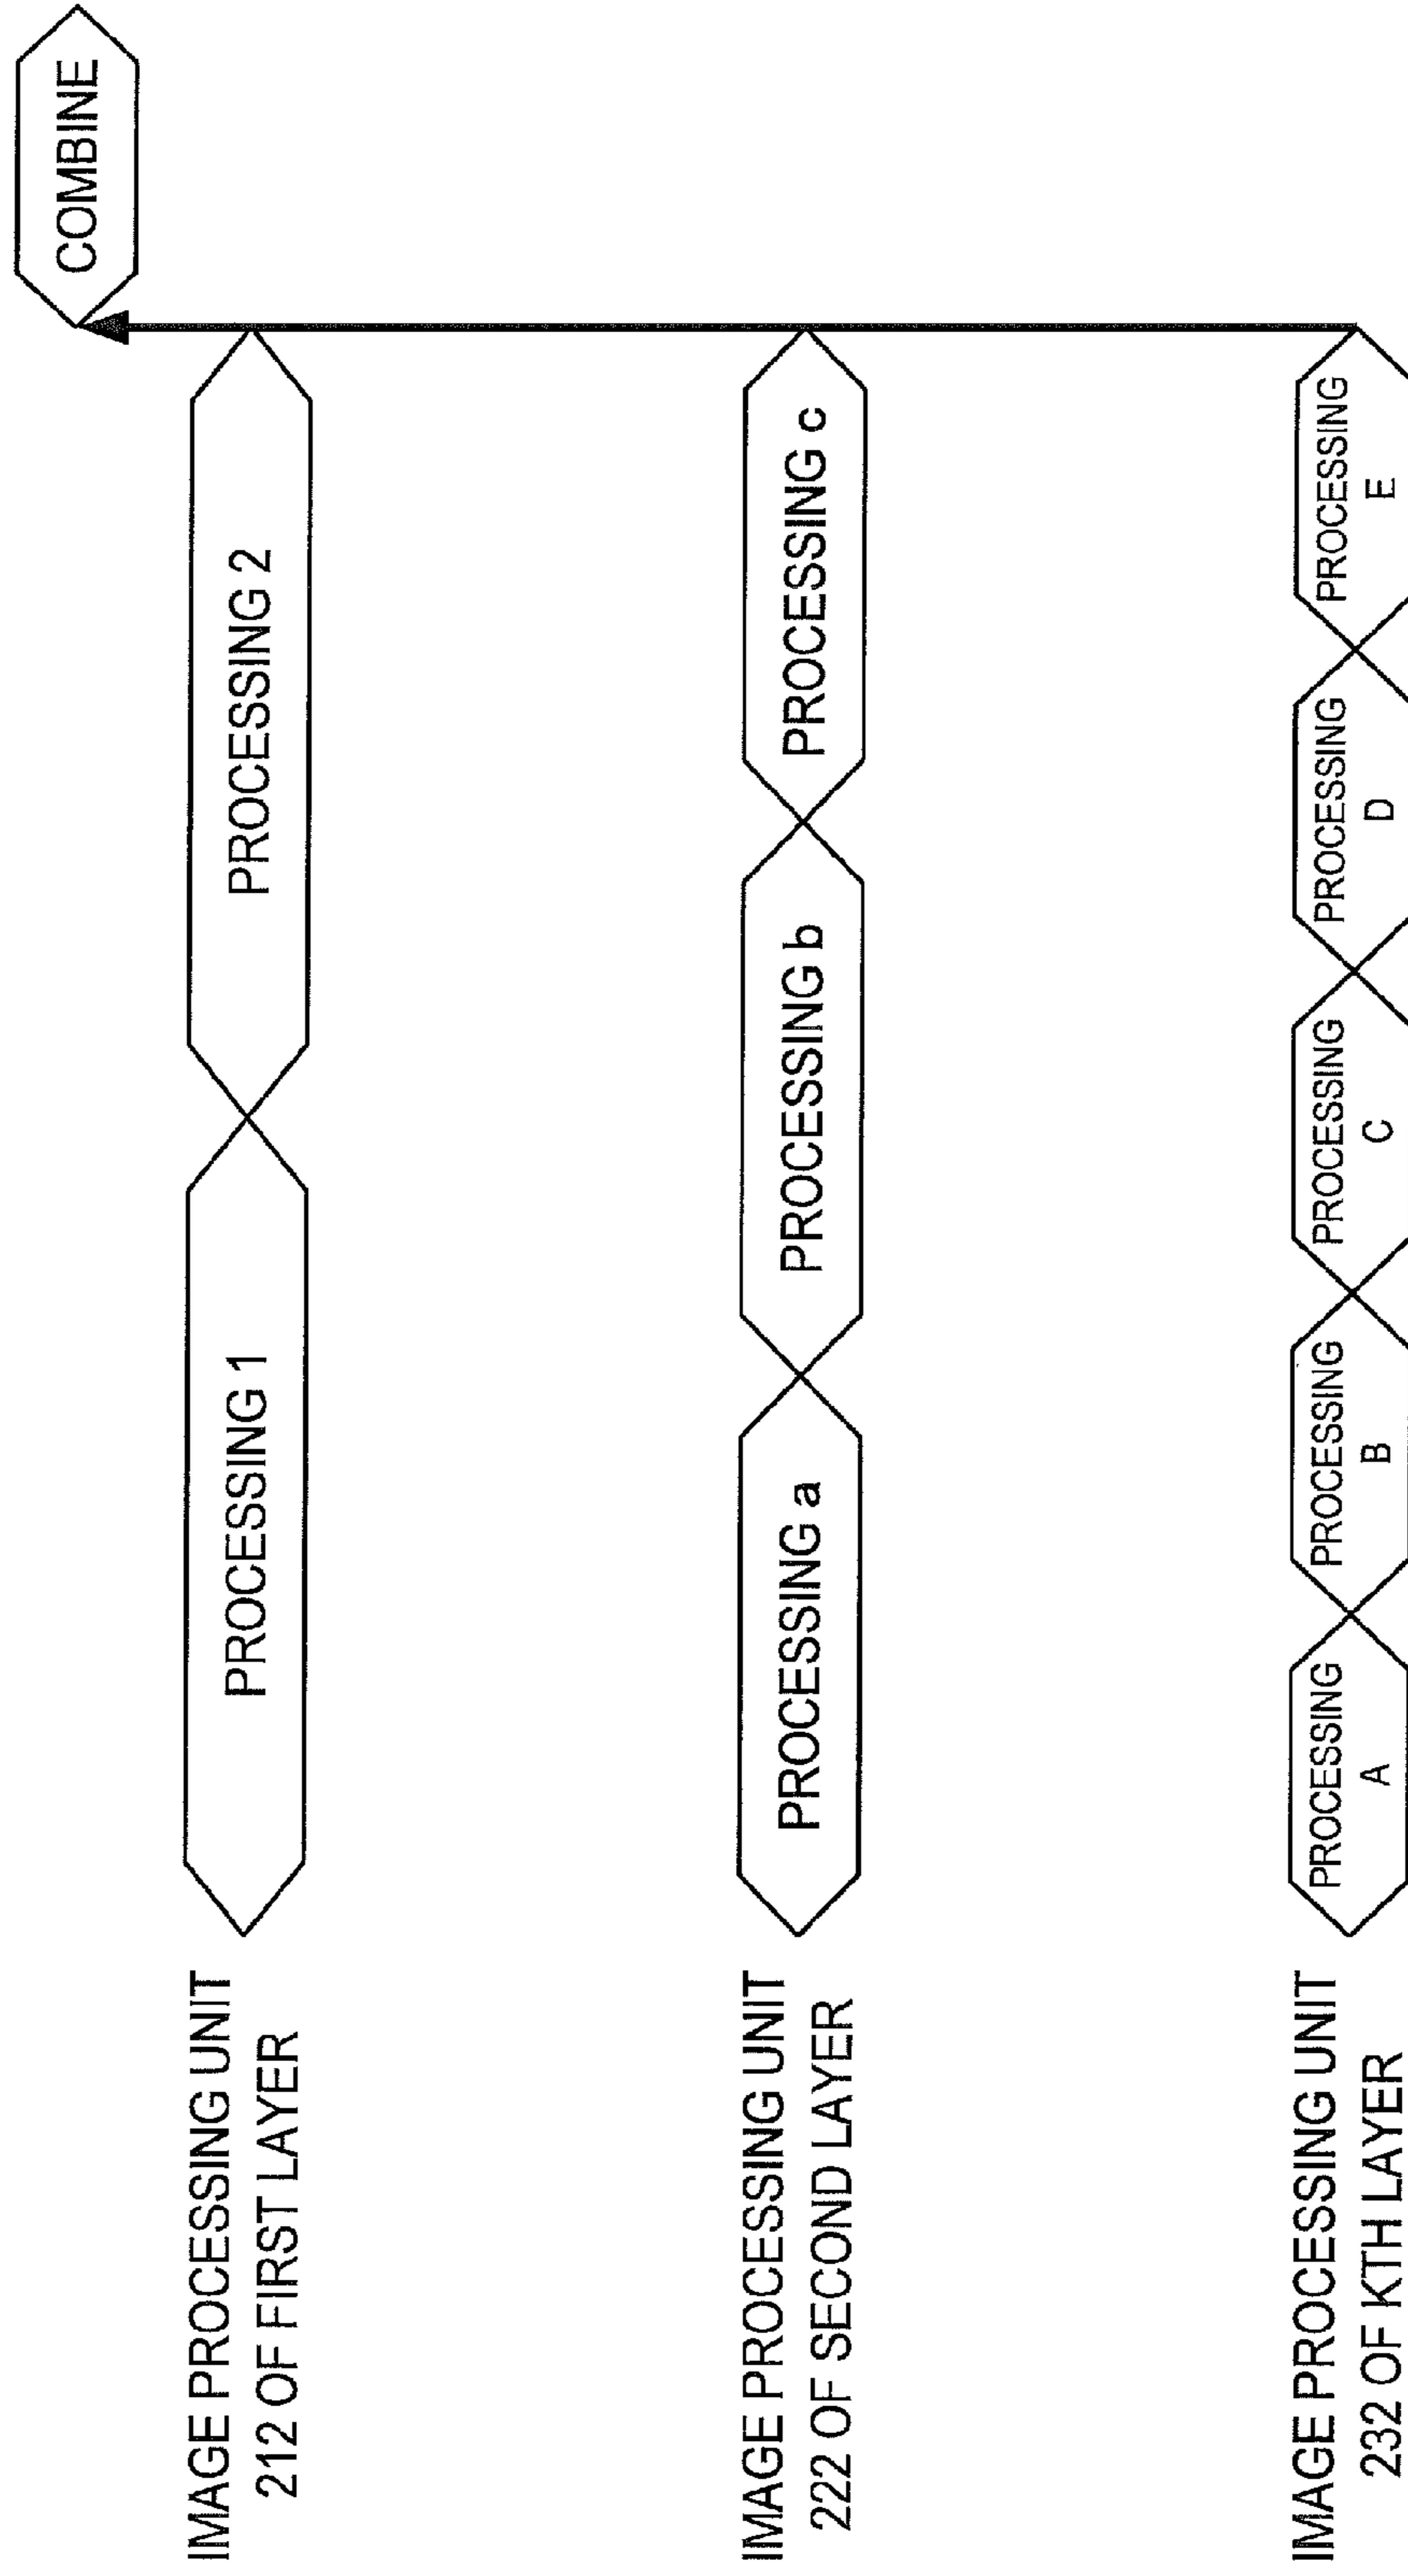 COMBINE
IMAGE PROCESSING UNIT
212 OF FIRST LAYER
PROCESSING 1
PROCESSING 2
IMAGE PROCESSING UNIT
222 OF SECOND LAYER
PROCESSING a
PROCESSING b
PROCESSING c
IMAGE PROCESSING UNIT
232 OF KTH LAYER
PROCESSING
A
PROCESSING
B
PROCESSING
C
PROCESSING
D
PROCESSING
E